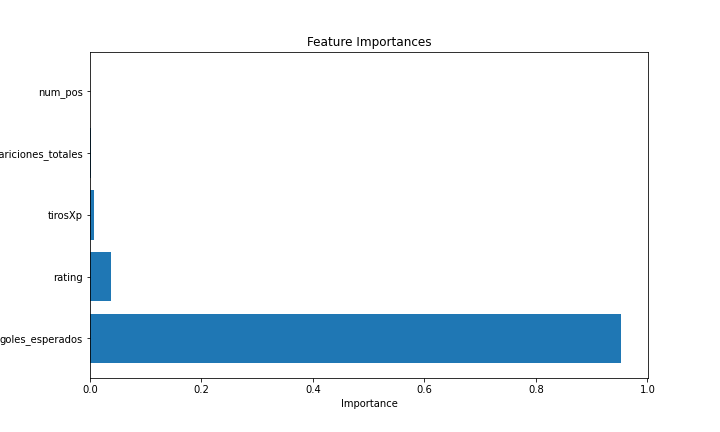 Feature Importances
num_pos
ariciones_totales
tirosXp
rating
goles_esperados
0.0 0.2 0.4 0.6 0.8 1.0
Importance